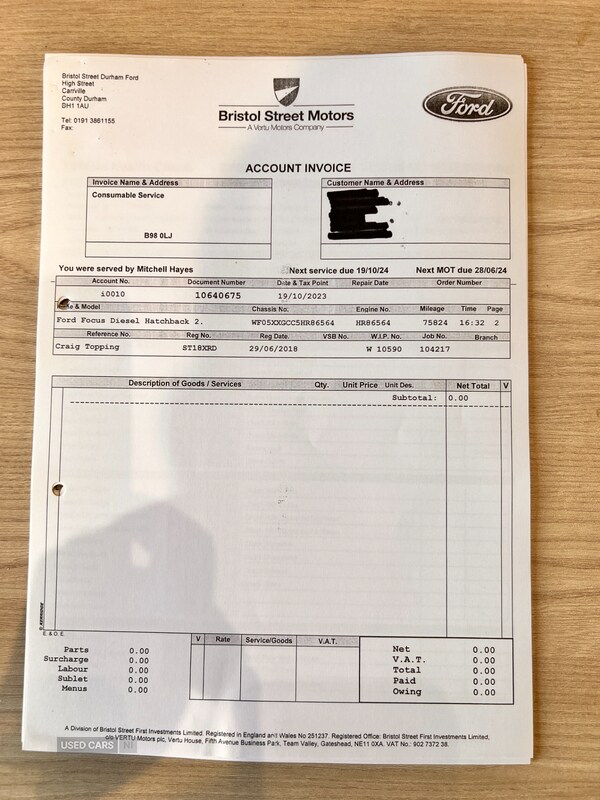 Bristol Street Durham Ford
High Street
Carrville
County Durham
DH1 1AU
Tel: 0191 3861155
Fax:
Bristol Street Motors
A Vertu Motors Company
Ford
ACCOUNT INVOICE
Invoice Name & Address
Consumable Service
B98 0LJ
Customer Name & Address
You were served by Mitchell Hayes Next service due 19/10/24 Next MOT due 28/06/24
Account No. Document Number Date & Tax Point Repair Date Order Number
i0010 10640675 19/10/2023
& Model Chassis No. Engine No. Mileage Time Page
Ford Focus Diesel Hatchback 2. WF05XXGCC5HR86564 HR86564 75824 16:32 2
Reference No. Reg No. Reg Date. VSB No. W.I.P. No. Job No. Branch
Craig Topping ST18XRD 29/06/2018 W 10590 104217
Description of Goods / Services Qty. Unit Price Unit Des. Net Total V
Subtotal: 0.00
E. & O. E.
V Rate Service/Goods V.A.T.
Parts 0.00
Surcharge 0.00
Labour 0.00
Sublet 0.00
Menus 0.00
Net 0.00
V.A.T. 0.00
Total 0.00
Paid 0.00
Owing 0.00
A Division of Bristol Street First Investments Limited. Registered in England and Wales No 251237. Registered Office: Bristol Street First Investments Limited,
c/o VERTU Motors plc, Vertu House, Fifth Avenue Business Park, Team Valley, Gateshead, NE11 0XA. VAT No.: 902 7372 38.
USED CARS NI